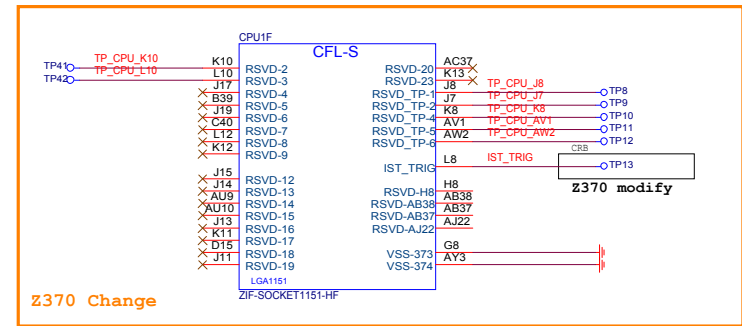 CPU1F
CFL-S
TP41 TP_CPU_K10 K10 RSVD-2
TP42 TP_CPU_L10 L10 RSVD-3
J17 RSVD-4
B39 RSVD-5
J19 RSVD-6
C40 RSVD-7
L12 RSVD-8
K12 RSVD-9
J15 RSVD-12
J14 RSVD-13
AU9 RSVD-14
AU10 RSVD-15
J13 RSVD-16
K11 RSVD-17
D15 RSVD-18
J11 RSVD-19
RSVD-20 AC37
RSVD-23 K13
RSVD_TP-1 J8 TP_CPU_J8 TP8
RSVD_TP-2 J7 TP_CPU_J7 TP9
RSVD_TP-4 K8 TP_CPU_K8 TP10
RSVD_TP-5 AV1 TP_CPU_AV1 TP11
RSVD_TP-6 AW2 TP_CPU_AW2 TP12
CRB
IST_TRIG L8 IST_TRIG TP13
Z370 modify
RSVD-H8 H8
RSVD-AB38 AB38
RSVD-AB37 AB37
RSVD-AJ22 AJ22
VSS-373 G8
VSS-374 AY3
LGA1151
ZIF-SOCKET1151-HF
Z370 Change